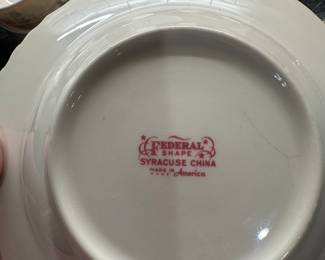 FEDERAL
SHAPE
SYRACUSE CHINA
MADE IN America